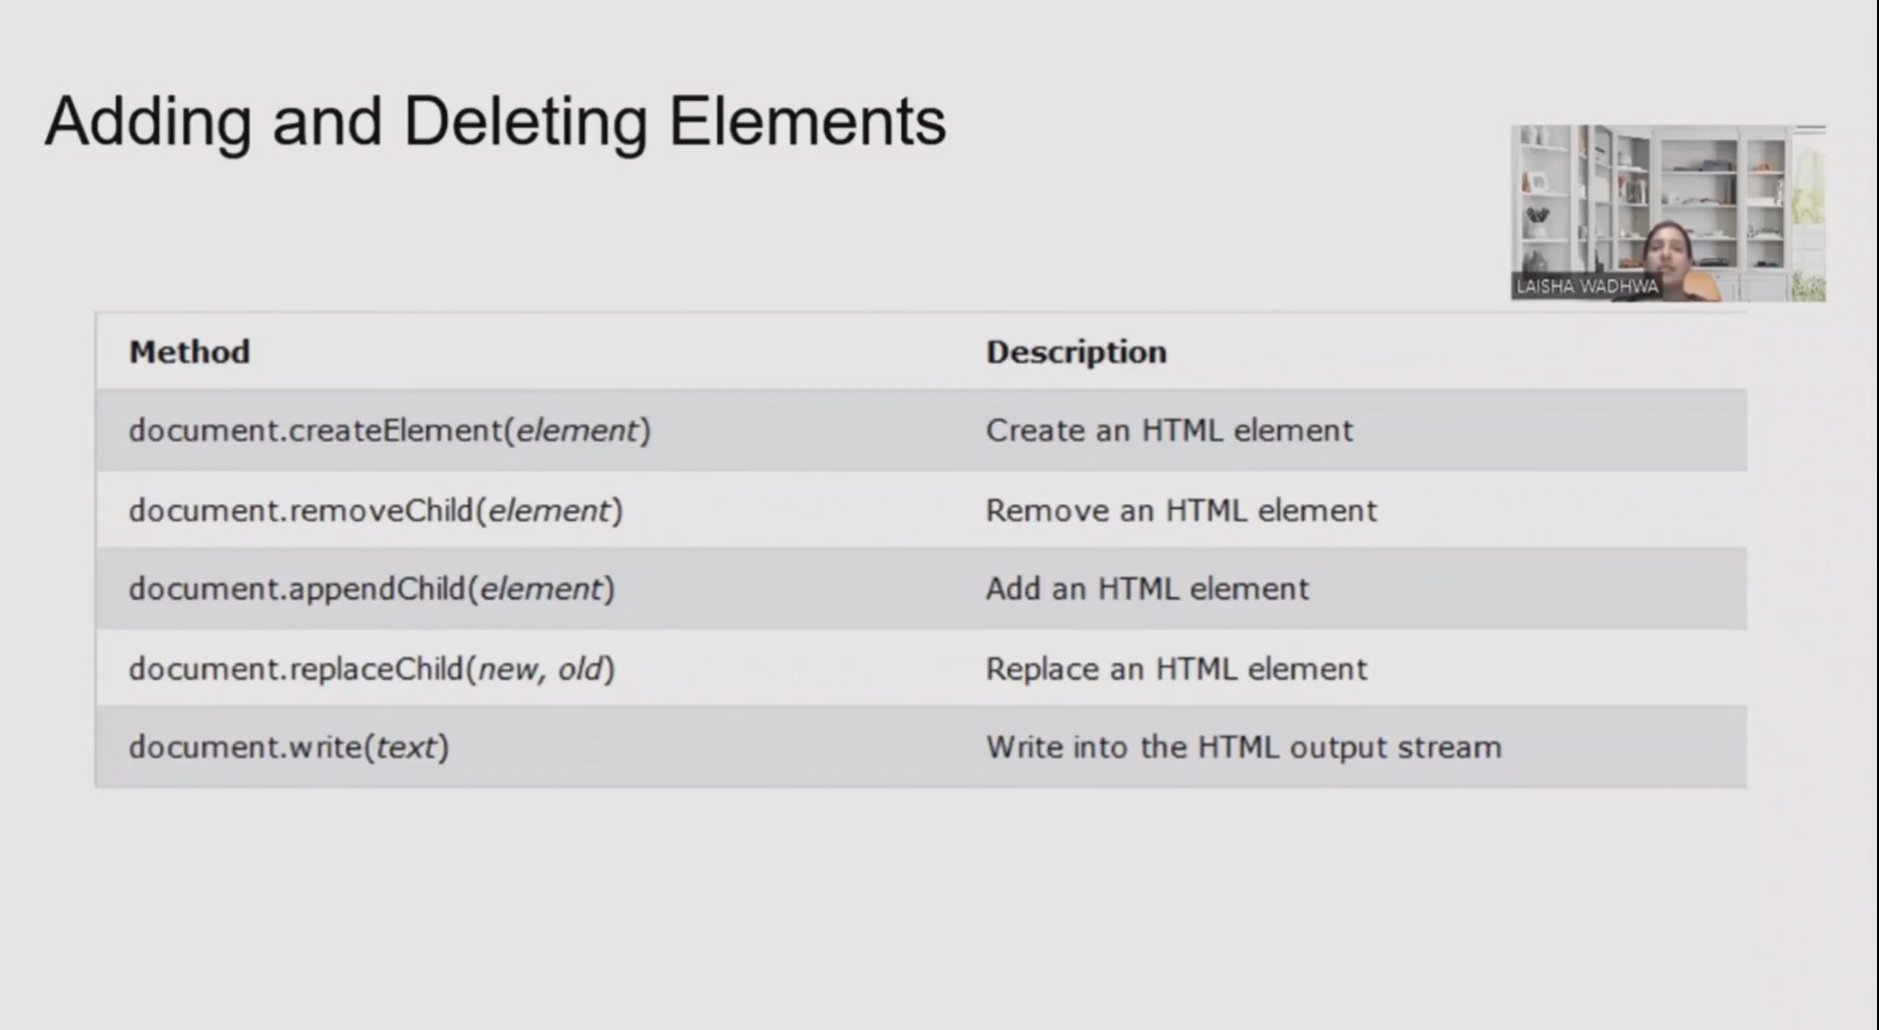 Adding and Deleting Elements
LAISHA WADHWA
Method Description
document.createElement(element) Create an HTML element
document.removeChild(element) Remove an HTML element
document.appendChild(element) Add an HTML element
document.replaceChild(new, old) Replace an HTML element
document.write(text) Write into the HTML output stream